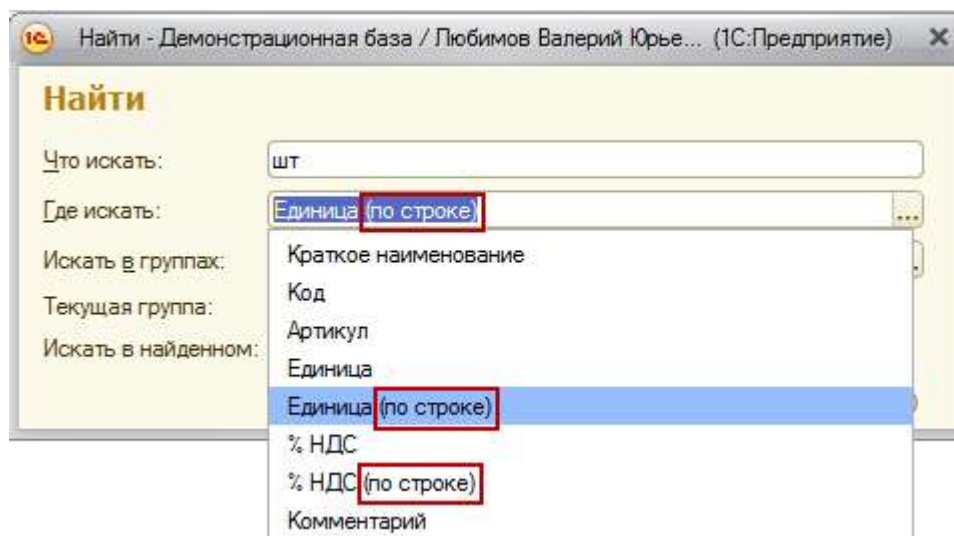 1С Найти - Демонстрационная база / Любимов Валерий Юрье... (1С:Предприятие)
Найти
Что искать: шт
Где искать: Единица (по строке) ...
Искать в группах:
Текущая группа:
Искать в найденном:
Краткое наименование
Код
Артикул
Единица
Единица (по строке)
% НДС
% НДС (по строке)
Комментарий